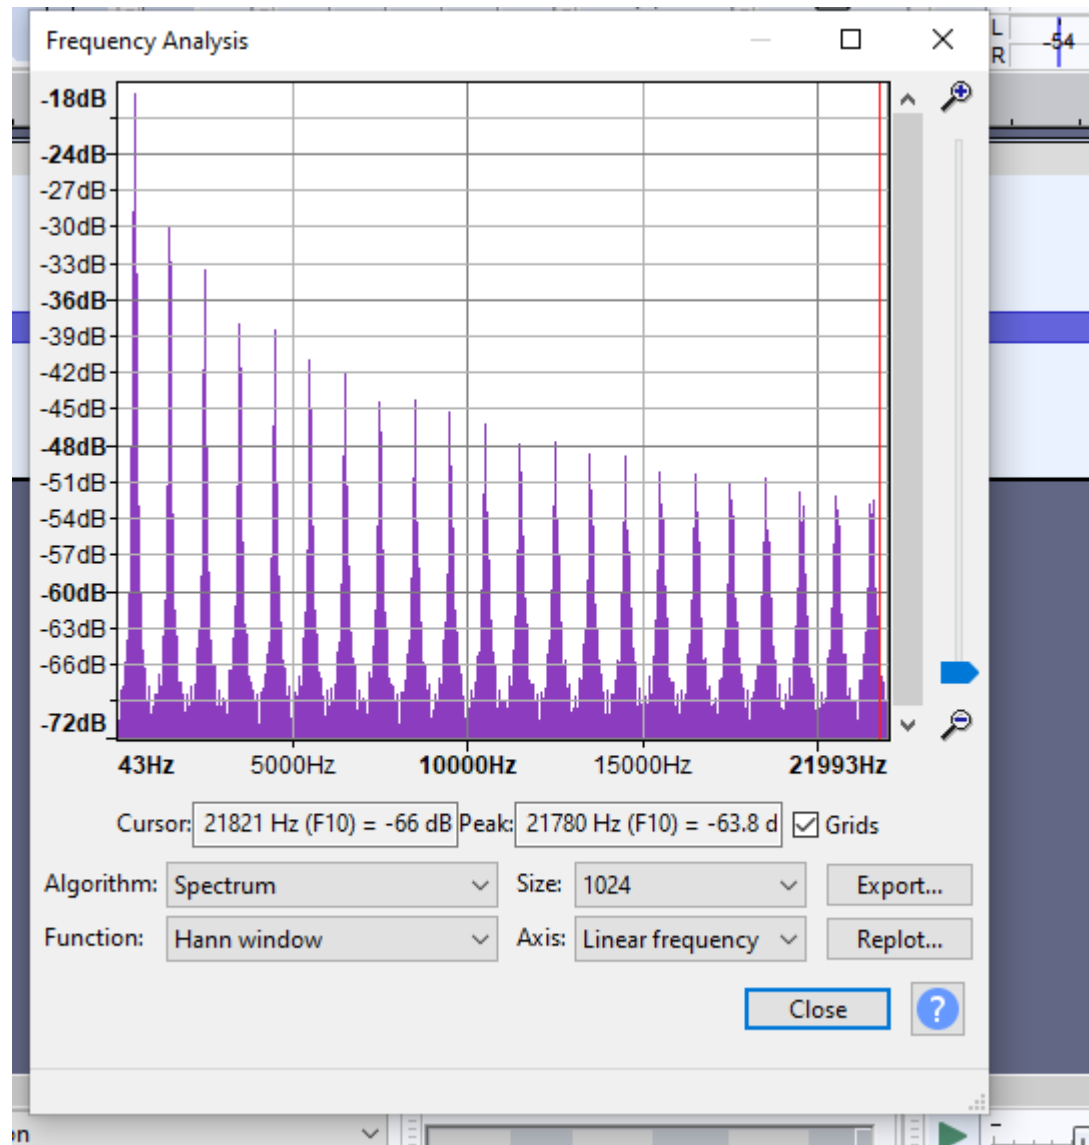 Frequency Analysis
L
R
-54
-18dB
-24dB
-27dB
-30dB
-33dB
-36dB
-39dB
-42dB
-45dB
-48dB
-51dB
-54dB
-57dB
-60dB
-63dB
-66dB
-72dB
43Hz 5000Hz 10000Hz 15000Hz 21993Hz
Cursor: 21821 Hz (F10) = -66 dB Peak: 21780 Hz (F10) = -63.8 d Grids
Algorithm: Spectrum Size: 1024 Export...
Function: Hann window Axis: Linear frequency Replot...
Close ?
on